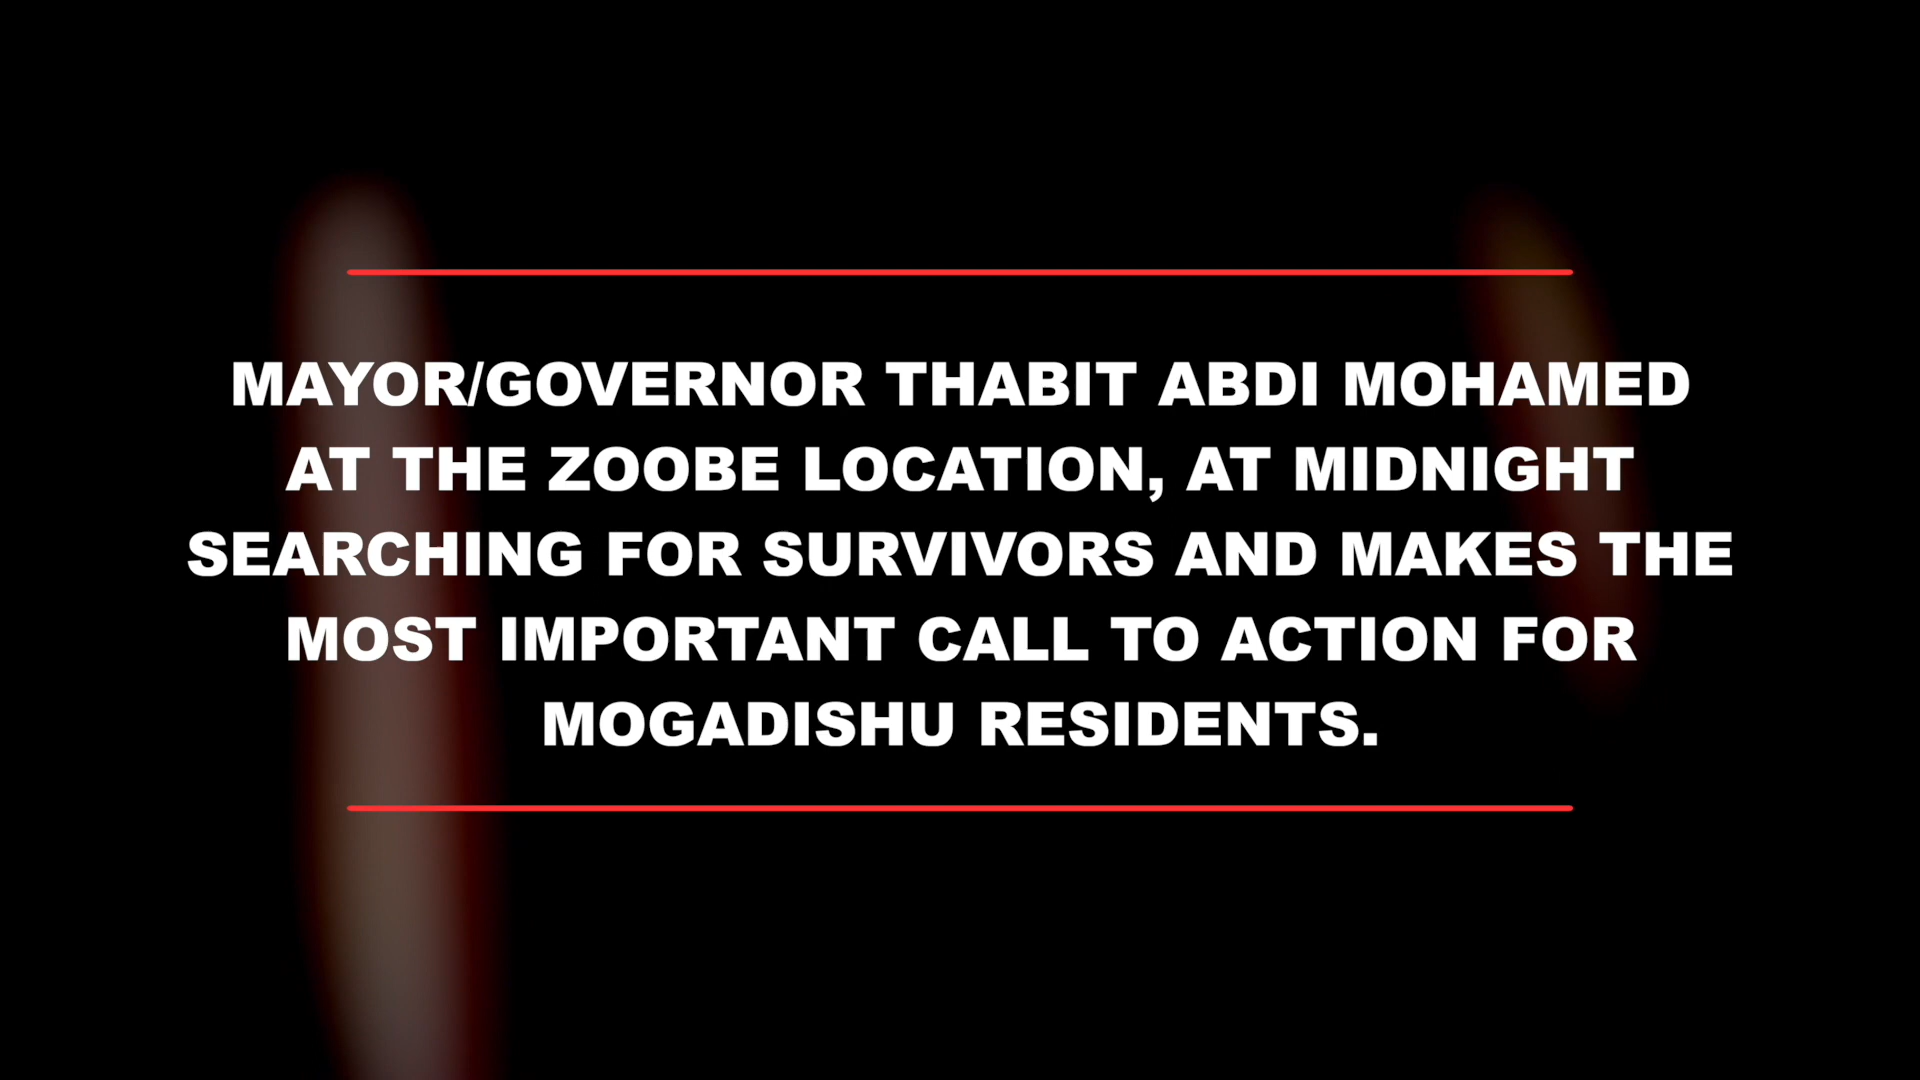 MAYOR/GOVERNOR THABIT ABDI MOHAMED
AT THE ZOOBE LOCATION, AT MIDNIGHT
SEARCHING FOR SURVIVORS AND MAKES THE
MOST IMPORTANT CALL TO ACTION FOR
MOGADISHU RESIDENTS.